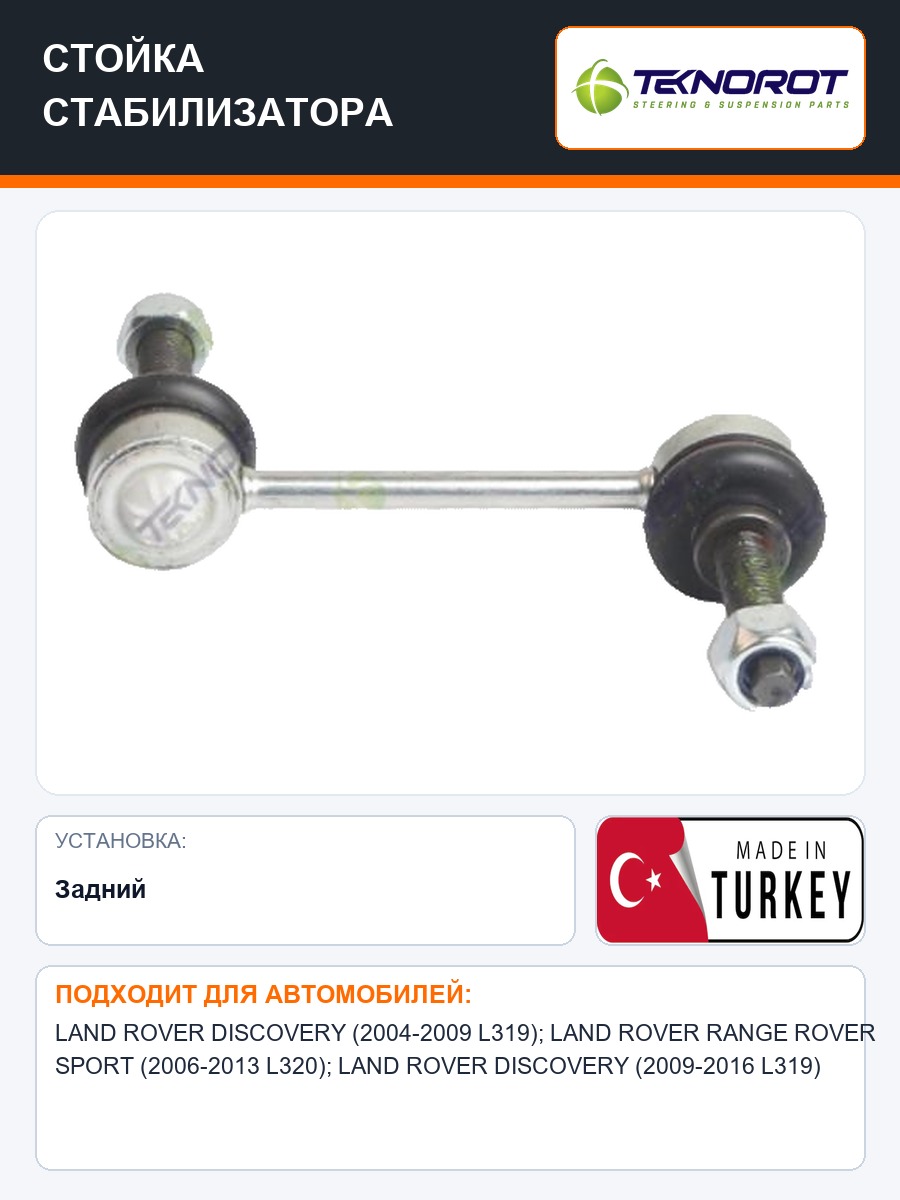 СТОЙКА
СТАБИЛИЗАТОРА
TEKNOROT
STEERING & SUSPENSION PARTS
УСТАНОВКА:
Задний
MADE IN
TURKEY
ПОДХОДИТ ДЛЯ АВТОМОБИЛЕЙ:
LAND ROVER DISCOVERY (2004-2009 L319); LAND ROVER RANGE ROVER
SPORT (2006-2013 L320); LAND ROVER DISCOVERY (2009-2016 L319)